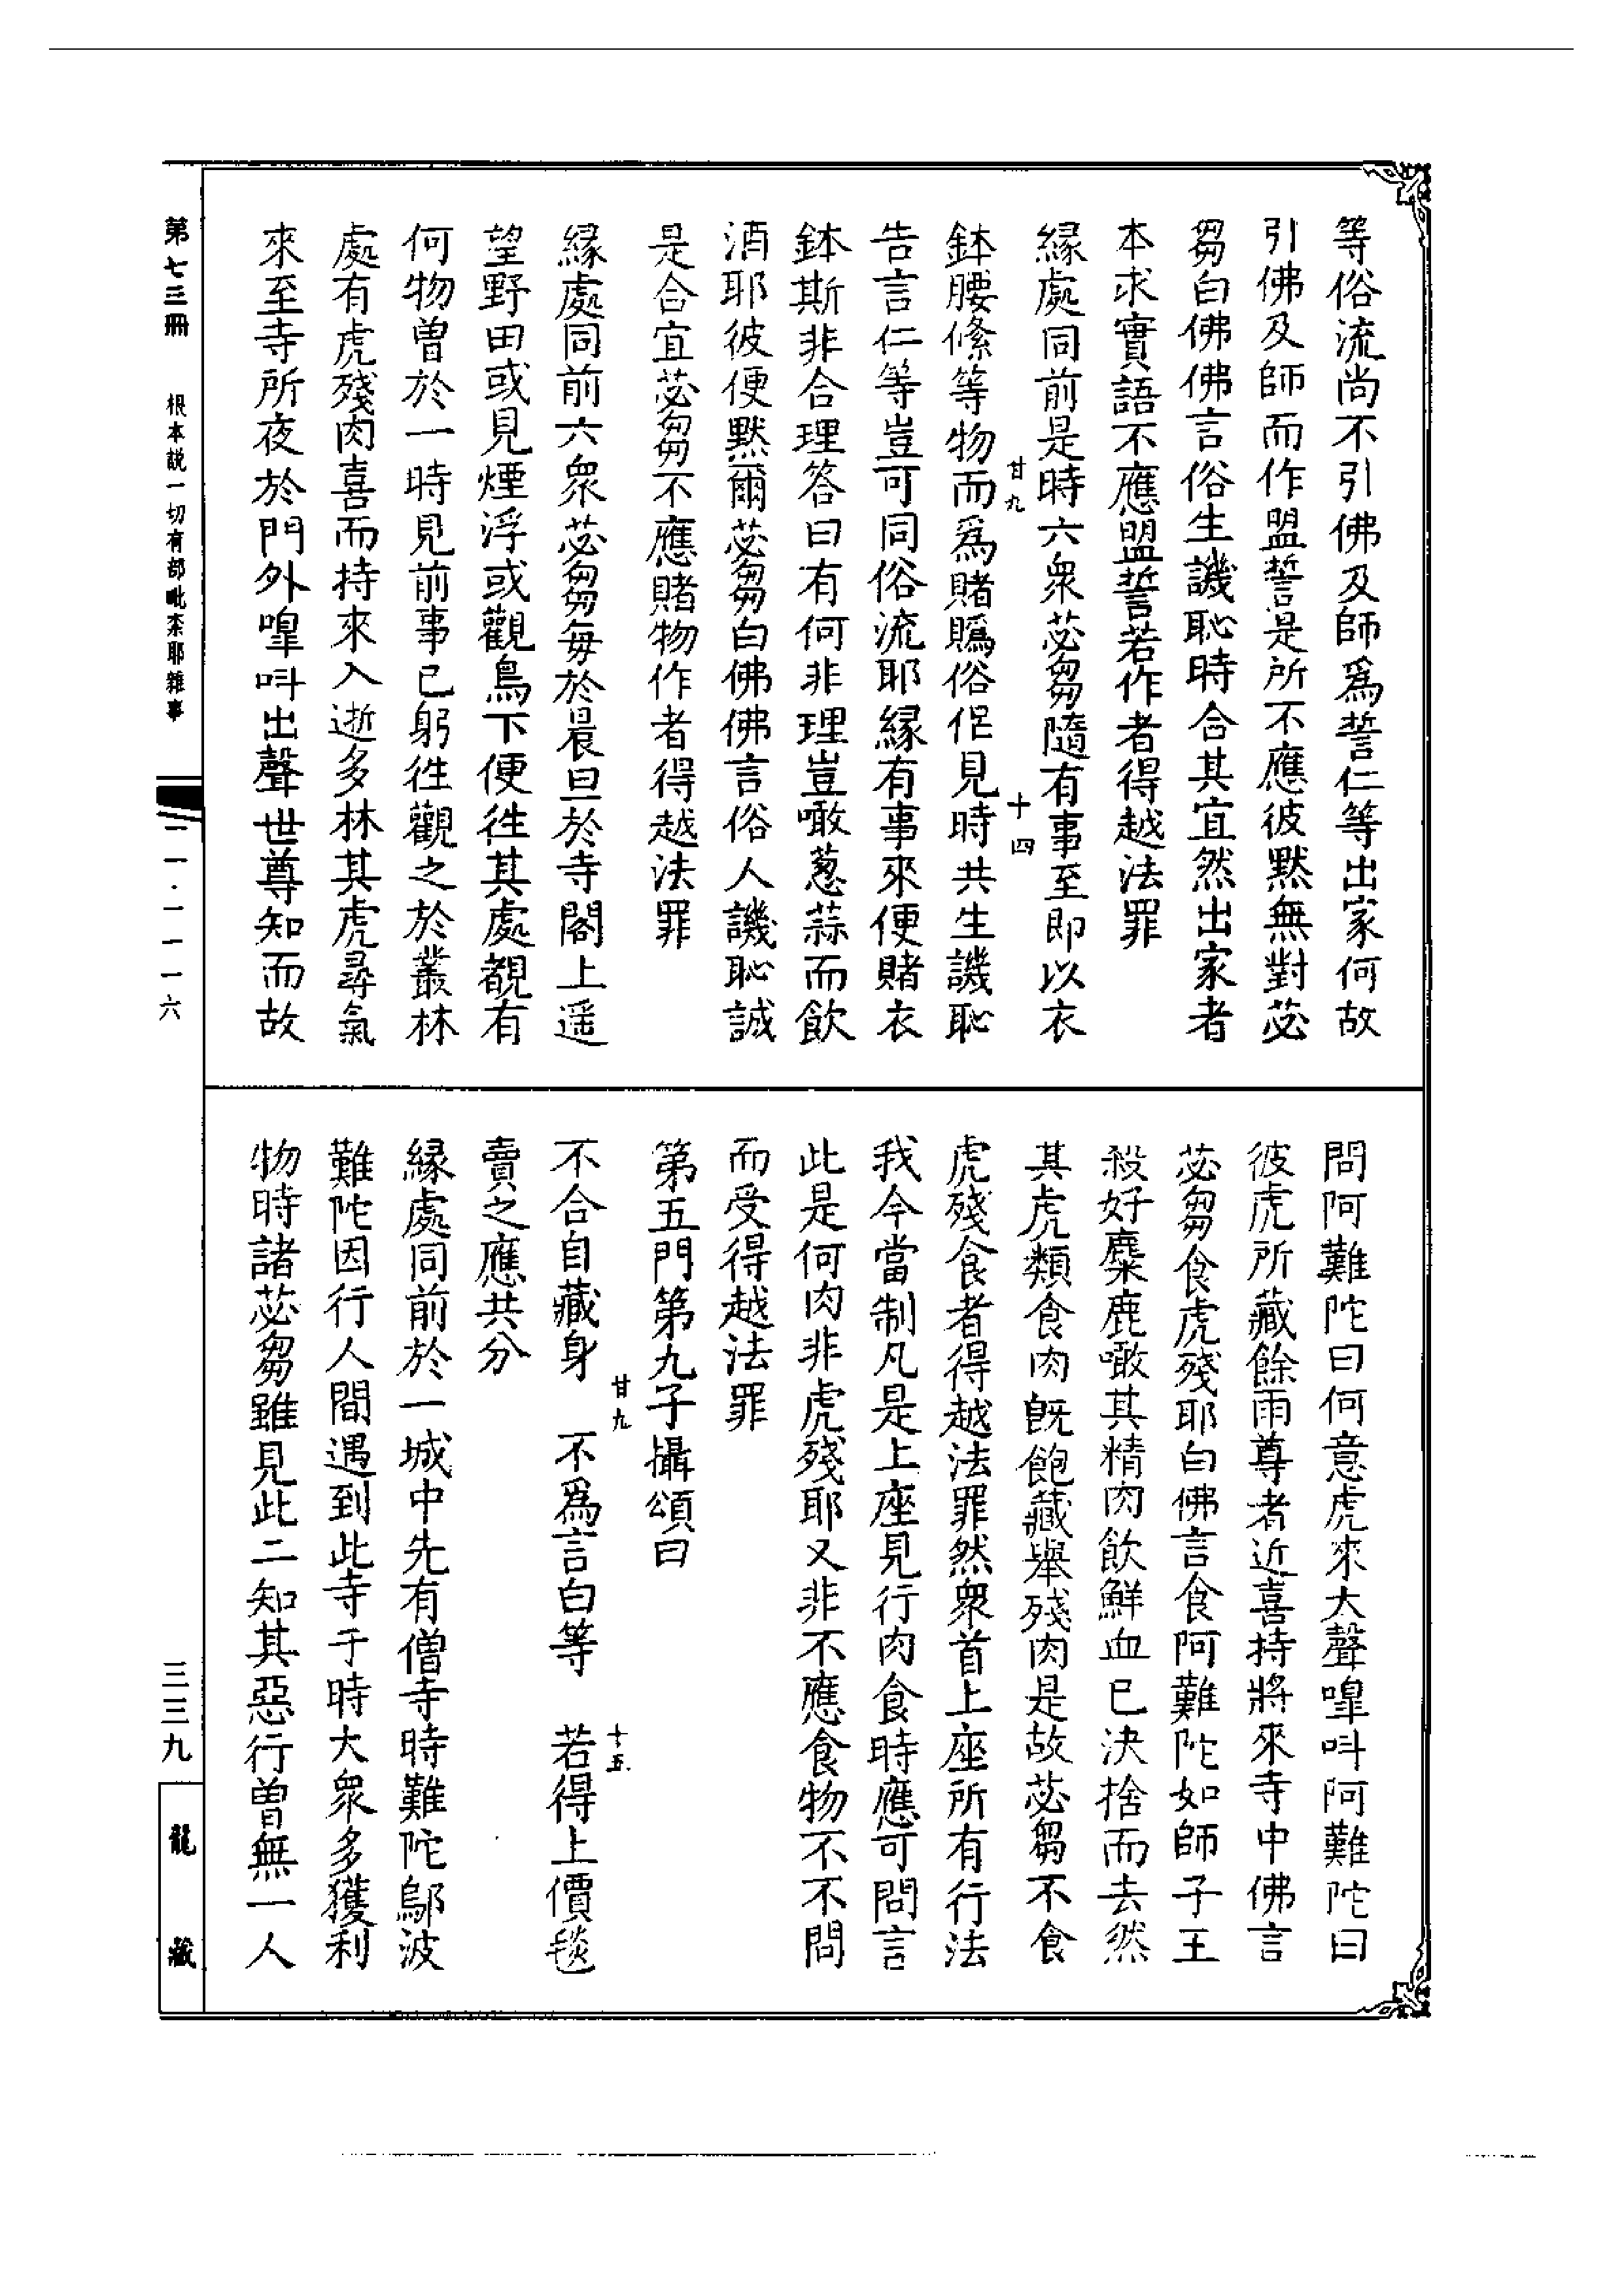 等俗流尚不引佛及師爲誓仁等出家何故
引佛及師而作盟誓是所不應彼黙無對苾
芻白佛佛言俗生譏恥時合其宜然出家者
本求實語不應盟誓若作者得越法罪
縁處同前是時六衆苾芻隨有事至即以衣
甘九
十四
鉢腰絛等物而爲賭賜俗侶見時共生譏恥
告言仁等豈可同俗流耶縁有事來便賭衣
鉢斯非合理答曰有何非理豈噉葱蒜而飲
酒耶彼便黙爾苾芻白佛佛言俗人譏恥誠
是合宜苾芻不應賭物作者得越法罪
縁處同前六衆苾芻每於晨旦於寺閣上遥
望野田或見煙浮或觀鳥下便徃其處覩有
何物曾於一時見前事已躬徃觀之於叢林
處有虎殘肉喜而持來入逝多林其虎尋氣
來至寺所夜於門外嘷呌出聲世尊知而故
問阿難陀曰何意虎來大聲嘷呌阿難陀曰
彼虎所藏餘雨尊者近喜持將來寺中佛言
苾芻食虎殘耶白佛言食阿難陀如師子王
殺好麋鹿噉其精肉飲鮮血已決捨而去然
其虎類食肉旣飽藏舉殘肉是故苾芻不食
虎殘食者得越法罪然衆首上座所有行法
我今當制凡是上座見行肉食時應可問言
此是何肉非虎殘耶又非不應食物不不問
而受得越法罪
第五門第九子攝頌曰
甘九
十五
不合自藏身　不爲言白等　若得上價毯
賣之應共分
縁處同前於一城中先有僧寺時難陀鄔波
難陀因行人間遇到此寺于時大衆多獲利
物時諸苾芻雖見此二知其惡行曾無一人
第七三冊
根本説一切有部毗奈耶雜事
二一·二一一六
三三九
龍藏